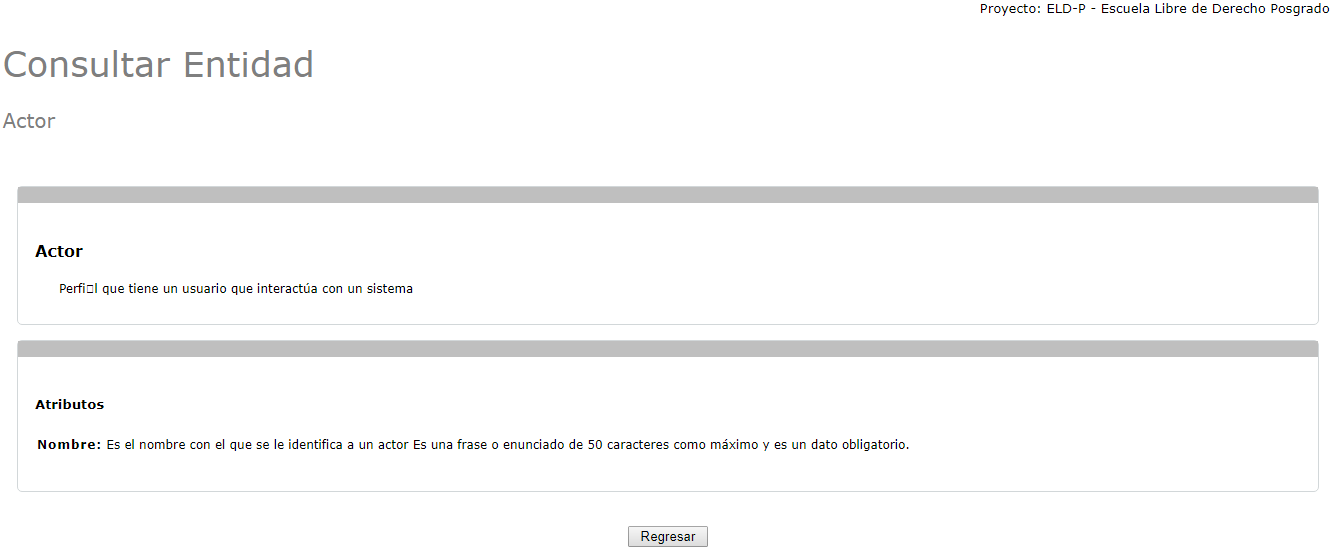 Proyecto: ELD-P - Escuela Libre de Derecho Posgrado
Consultar Entidad
Actor
Actor
Perfi□l que tiene un usuario que interactúa con un sistema
Atributos
Nombre: Es el nombre con el que se le identifica a un actor Es una frase o enunciado de 50 caracteres como máximo y es un dato obligatorio.
Regresar